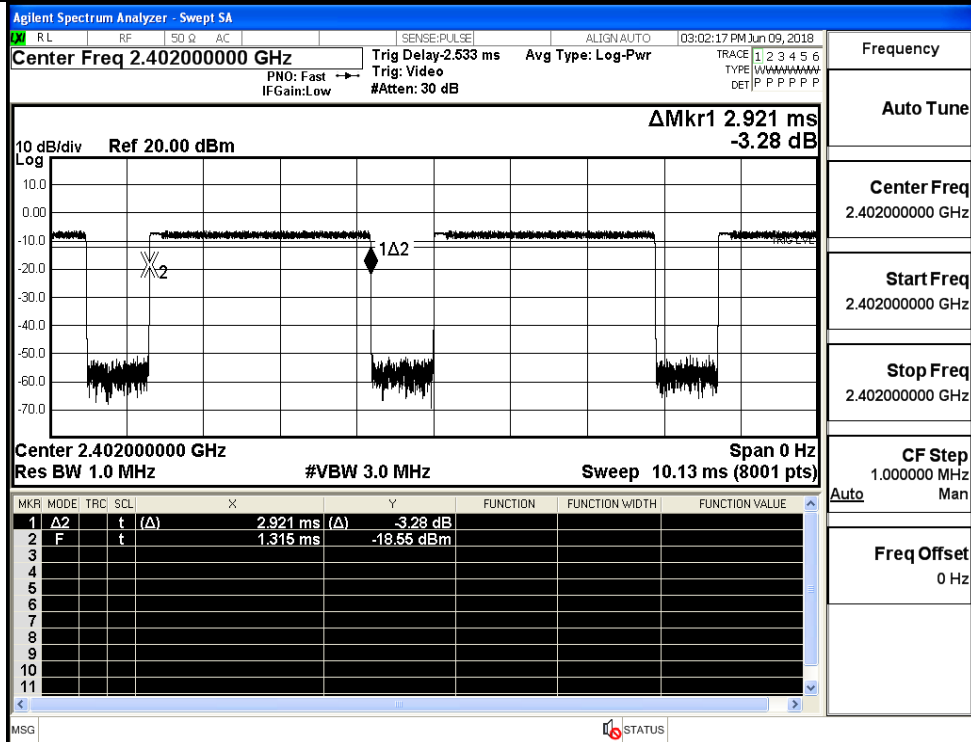 Agilent Spectrum Analyzer - Swept SA
LXI RL RF 50 Ω AC SENSE:PULSE ALIGNAUTO 03:02:17 PM Jun 09, 2018
Center Freq 2.402000000 GHz
PNO: Fast
IFGain:Low
Trig Delay-2.533 ms
Trig: Video
#Atten: 30 dB
Avg Type: Log-Pwr
TRACE 1 2 3 4 5 6
TYPE WWWWWW
DET P P P P P P
ΔMkr1 2.921 ms
-3.28 dB
10 dB/div Ref 20.00 dBm
Log
10.0
0.00
-10.0
-20.0
-30.0
-40.0
-50.0
-60.0
-70.0
1Δ2
2
TRIG LVL
Center 2.402000000 GHz Span 0 Hz
Res BW 1.0 MHz #VBW 3.0 MHz Sweep 10.13 ms (8001 pts)
MKR MODE TRC SCL X Y FUNCTION FUNCTION WIDTH FUNCTION VALUE
1 Δ2 t (Δ) 2.921 ms (Δ) -3.28 dB
2 F t 1.315 ms -18.55 dBm
3
4
5
6
7
8
9
10
11
MSG STATUS
Frequency
Auto Tune
Center Freq
2.402000000 GHz
Start Freq
2.402000000 GHz
Stop Freq
2.402000000 GHz
CF Step
1.000000 MHz
Auto Man
Freq Offset
0 Hz